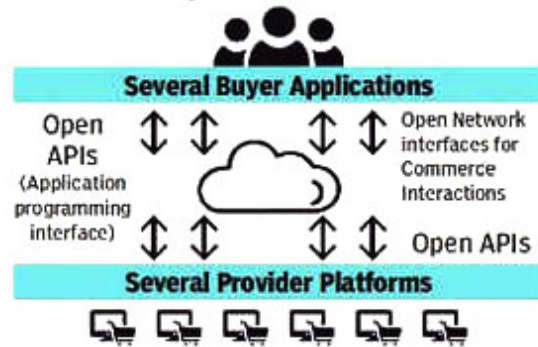 Several Buyer Applications
Open
APIs
(Application
programming
interface)
Open Network
interfaces for
Commerce
Interactions
Open APIs
Several Provider Platforms